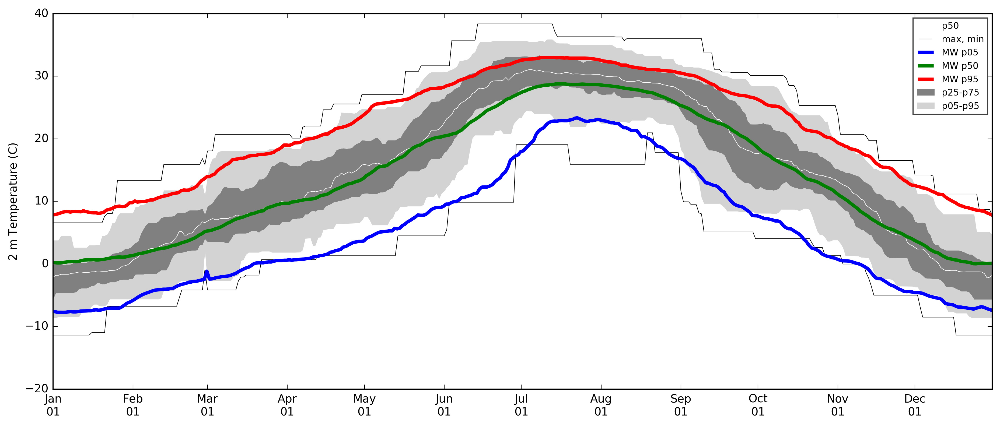 40
30
20
10
0
−10
−20
2 m Temperature (C)
Jan 01
Feb 01
Mar 01
Apr 01
May 01
Jun 01
Jul 01
Aug 01
Sep 01
Oct 01
Nov 01
Dec 01
p50
max, min
MW p05
MW p50
MW p95
p25-p75
p05-p95